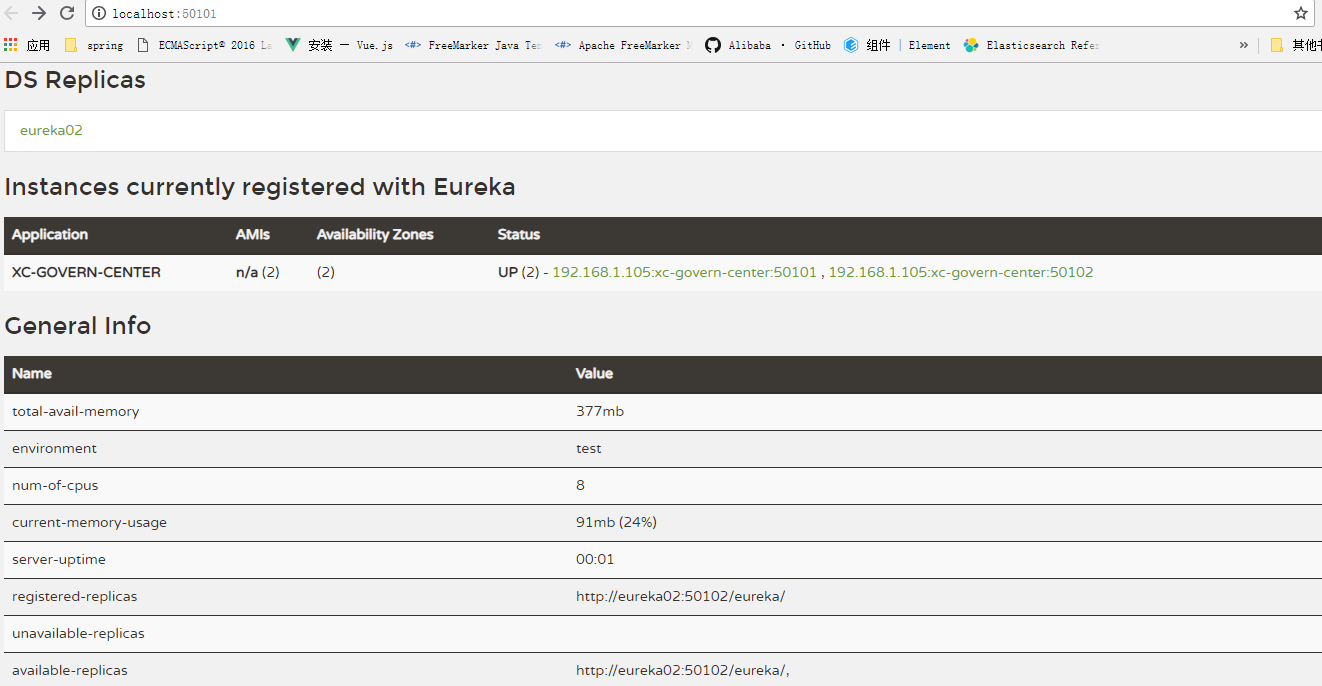 localhost:50101
应用 spring ECMAScript® 2016 La 安装 — Vue.js FreeMarker Java Te Apache FreeMarker Alibaba · GitHub 组件 | Element Elasticsearch Refer » 其他书
DS Replicas
eureka02
Instances currently registered with Eureka
Application AMIs Availability Zones Status
XC-GOVERN-CENTER n/a (2) (2) UP (2) - 192.168.1.105:xc-govern-center:50101 , 192.168.1.105:xc-govern-center:50102
General Info
Name Value
total-avail-memory 377mb
environment test
num-of-cpus 8
current-memory-usage 91mb (24%)
server-uptime 00:01
registered-replicas http://eureka02:50102/eureka/
unavailable-replicas
available-replicas http://eureka02:50102/eureka/,